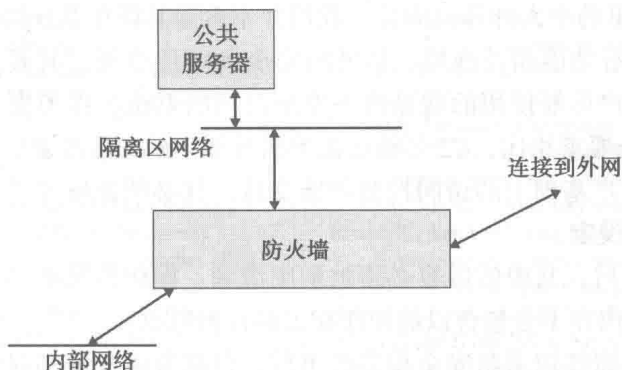 公共
服务器
隔离区网络
连接到外网
防火墙
内部网络